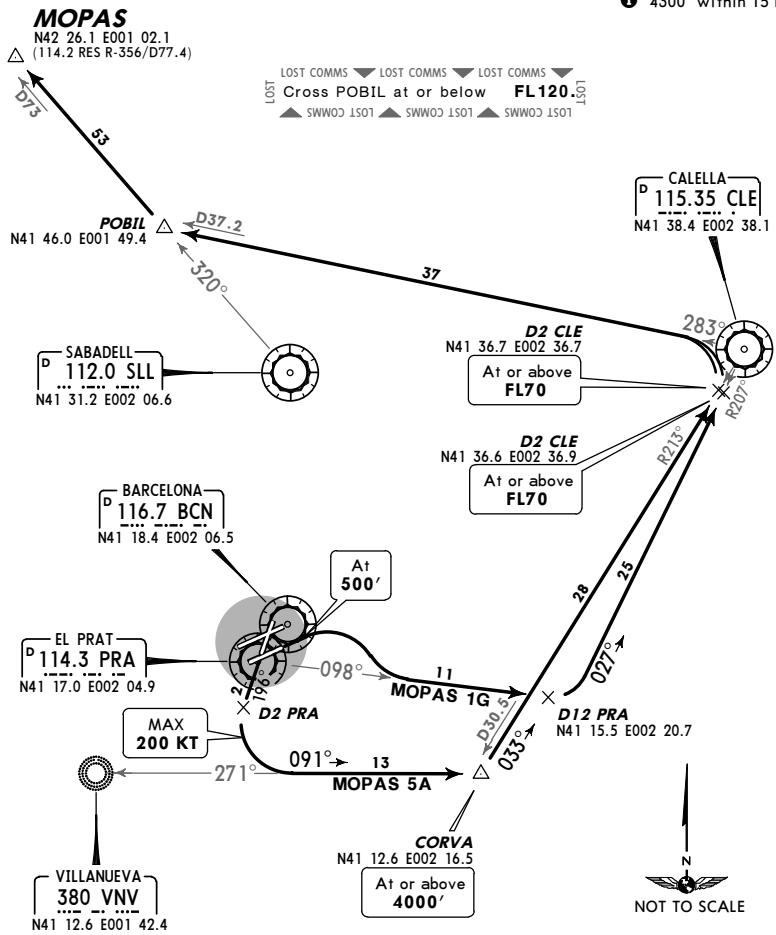 4300' within 15
MOPAS
N42 26.1 E001 02.1
(114.2 RES R-356/D77.4)
D73
53
LOST COMMS LOST COMMS LOST COMMS LOST
LOST
Cross POBIL at or below FL120.
LOST COMMS LOST COMMS LOST COMMS
CALELLA
D 115.35 CLE
N41 38.4 E002 38.1
POBIL
N41 46.0 E001 49.4
D37.2
37
320°
283°
D2 CLE
N41 36.7 E002 36.7
At or above
FL70
R207°
SABADELL
D 112.0 SLL
N41 31.2 E002 06.6
D2 CLE
N41 36.6 E002 36.9
At or above
FL70
R213°
BARCELONA
D 116.7 BCN
N41 18.4 E002 06.5
At
500'
28
25
EL PRAT
D 114.3 PRA
N41 17.0 E002 04.9
098°
11
MOPAS 1G
027°
2
196°
D2 PRA
D30.5
033°
D12 PRA
N41 15.5 E002 20.7
MAX
200 KT
091°
13
MOPAS 5A
271°
CORVA
N41 12.6 E002 16.5
At or above
4000'
VILLANUEVA
380 VNV
N41 12.6 E001 42.4
N
NOT TO SCALE